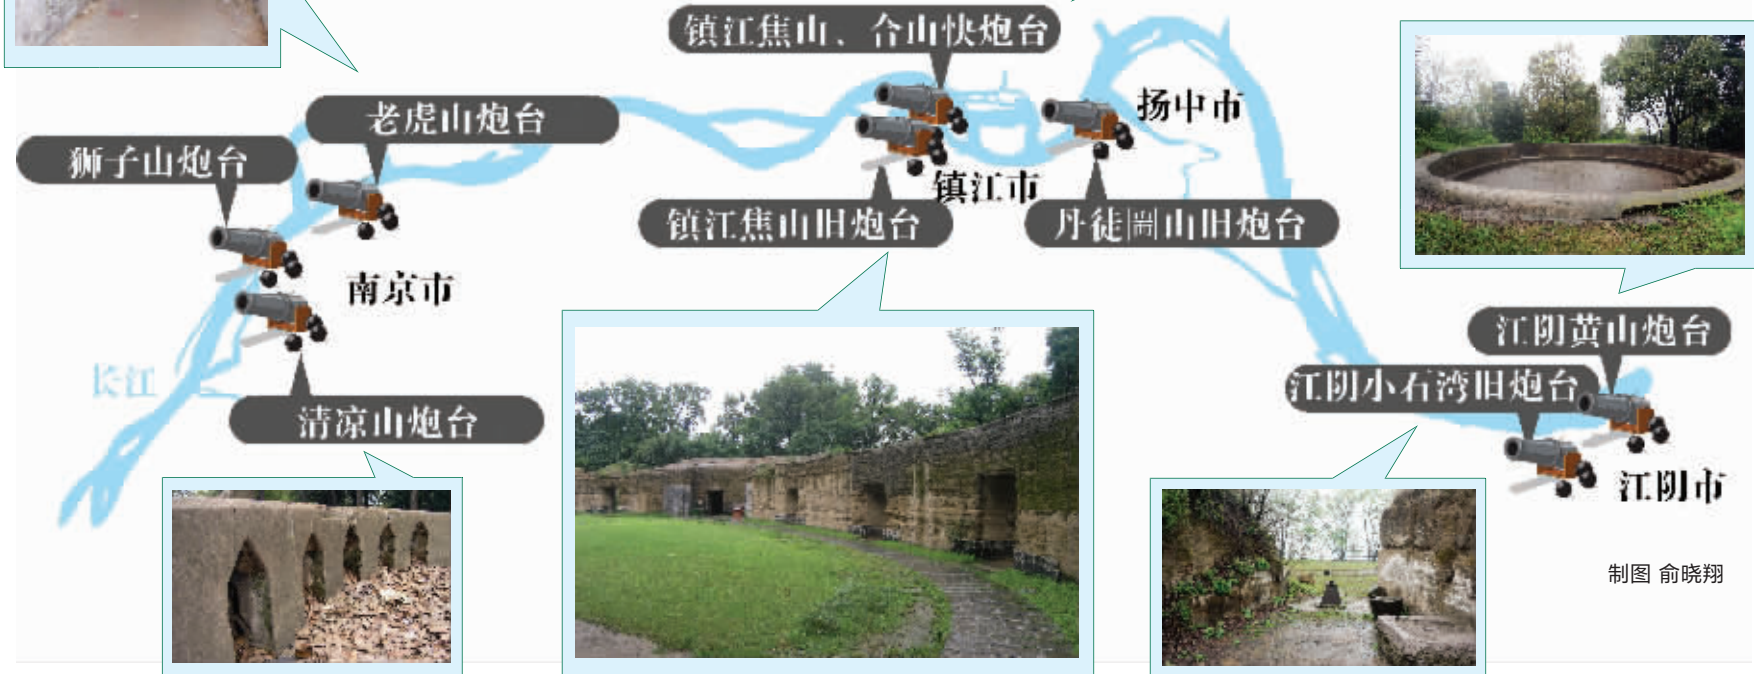 镇江焦山、合山快炮台
老虎山炮台
扬中市
狮子山炮台
镇江市
镇江焦山旧炮台
丹徒圌山旧炮台
南京市
江阴黄山炮台
长江
江阴小石湾旧炮台
清凉山炮台
江阴市
制图 俞晓翔